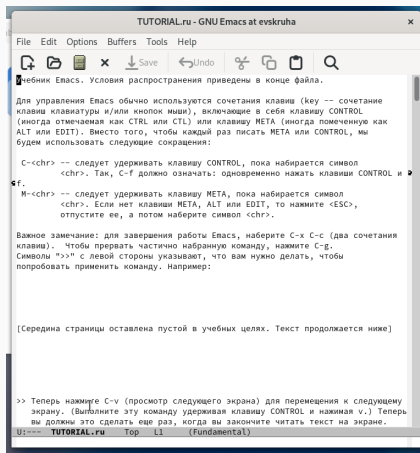 TUTORIAL.ru - GNU Emacs at evskruha
File Edit Options Buffers Tools Help
Save Undo
Учебник Emacs. Условия распространения приведены в конце файла.
Для управления Emacs обычно используются сочетания клавиш (key -- сочетание
клавиш клавиатуры и/или кнопок мыши), включающие в себя клавишу CONTROL
(иногда отмечаемая как CTRL или CTL) или клавишу META (иногда помеченную как
ALT или EDIT). Вместо того, чтобы каждый раз писать META или CONTROL, мы
будем использовать следующие сокращения:
C-<chr> -- следует удерживать клавишу CONTROL, пока набирается символ
<chr>. Так, C-f должно означать: одновременно нажать клавиши CONTROL и
f.
M-<chr> -- следует удерживать клавишу META, пока набирается символ
<chr>. Если нет клавиши META, ALT или EDIT, то нажмите <ESC>,
отпустите ее, а потом наберите символ <chr>.
Важное замечание: для завершения работы Emacs, наберите C-x C-c (два сочетания
клавиш). Чтобы прервать частично набранную команду, нажмите C-g.
Символы ">>" с левой стороны указывают, что вам нужно делать, чтобы
попробовать применить команду. Например:
[Середина страницы оставлена пустой в учебных целях. Текст продолжается ниже]
>> Теперь нажмите C-v (просмотр следующего экрана) для перемещения к следующему
экрану. (Выполните эту команду удерживая клавишу CONTROL и нажимая v.) Теперь
вы должны это сделать еще раз, когда вы закончите читать текст на экране.
U:--- TUTORIAL.ru Top L1 (Fundamental)